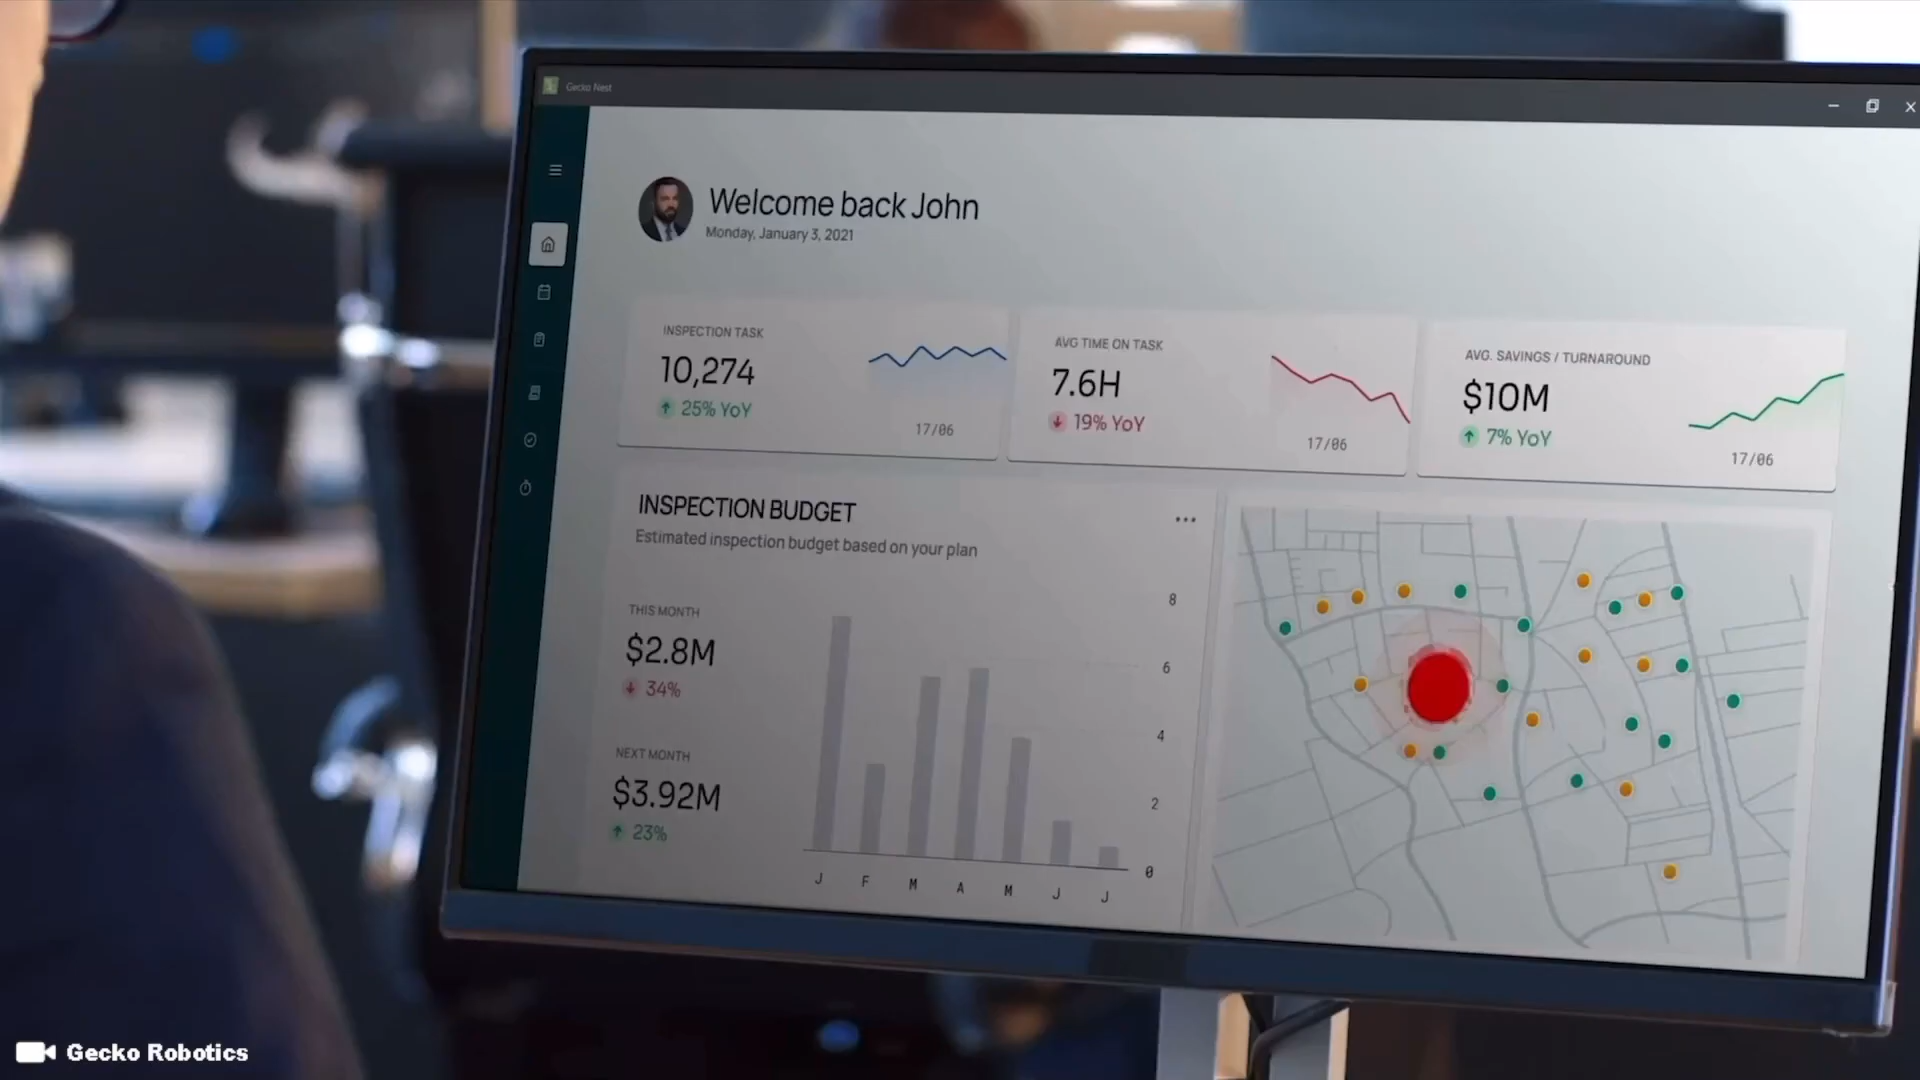 Gecko Nest
Welcome back John
Monday, January 3, 2021
INSPECTION TASK
10,274
25% YoY
17/06
AVG TIME ON TASK
7.6H
19% YoY
17/06
AVG. SAVINGS / TURNAROUND
$10M
7% YoY
17/06
INSPECTION BUDGET
Estimated inspection budget based on your plan
THIS MONTH
$2.8M
34%
NEXT MONTH
$3.92M
23%
8
6
4
2
0
J F M A M J J
Gecko Robotics